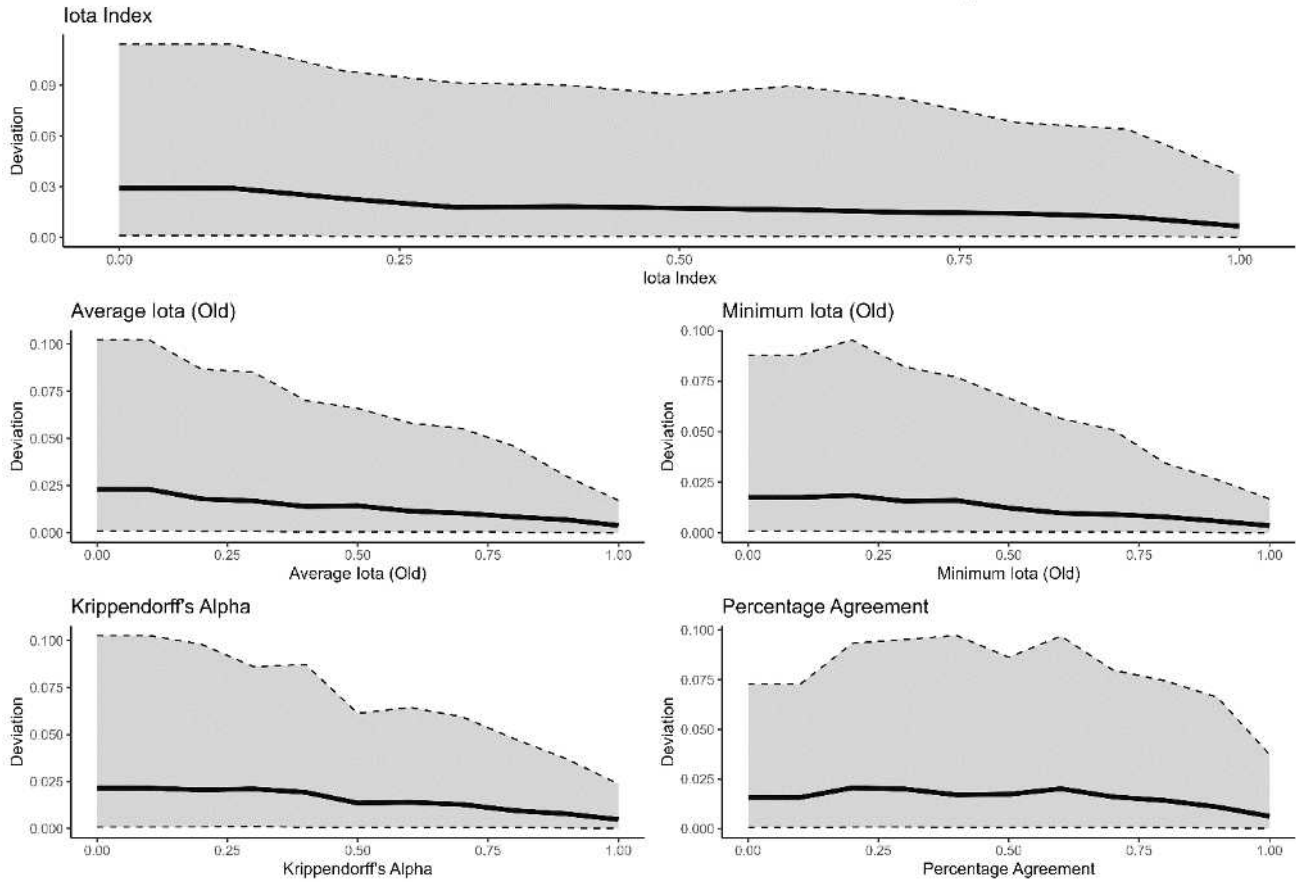 Iota Index
Deviation
0.09
0.06
0.03
0.00
0.00 0.25 0.50 0.75 1.00
Iota Index
Average Iota (Old)
Deviation
0.100
0.075
0.050
0.025
0.000
0.00 0.25 0.50 0.75 1.00
Average Iota (Old)
Minimum Iota (Old)
Deviation
0.100
0.075
0.050
0.025
0.000
0.00 0.25 0.50 0.75 1.00
Minimum Iota (Old)
Krippendorff's Alpha
Deviation
0.100
0.075
0.050
0.025
0.000
0.00 0.25 0.50 0.75 1.00
Krippendorff's Alpha
Percentage Agreement
Deviation
0.100
0.075
0.050
0.025
0.000
0.00 0.25 0.50 0.75 1.00
Percentage Agreement